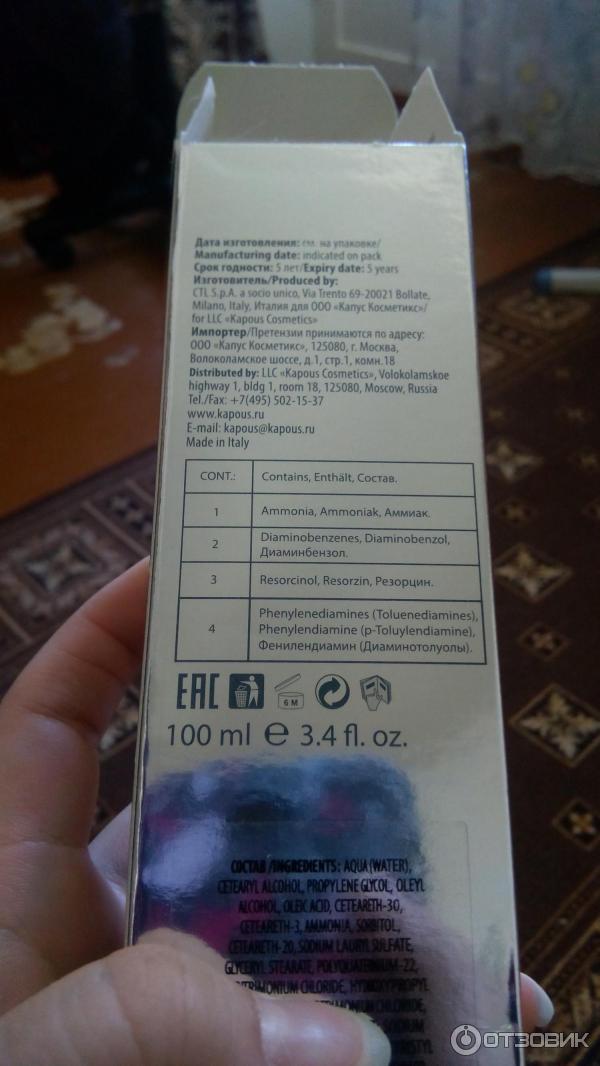 Дата изготовления: см. на упаковке/
Manufacturing date: indicated on pack
Срок годности: 5 лет/Expiry date: 5 years
Изготовитель/Produced by:
CTL S.p.A. a socio unico, Via Trento 69-20021 Bollate,
Milano, Italy, Италия для ООО «Капус Косметикс»/
for LLC «Kapous Cosmetics»
Импортер/Претензии принимаются по адресу:
ООО «Капус Косметикс», 125080, г. Москва,
Волоколамское шоссе, д.1, стр.1, комн.18
Distributed by: LLC «Kapous Cosmetics», Volokolamskoe
highway 1, bldg 1, room 18, 125080, Moscow, Russia
Tel./Fax: +7(495) 502-15-37
www.kapous.ru
E-mail: kapous@kapous.ru
Made in Italy
CONT.: Contains, Enthält, Состав.
1 Ammonia, Ammoniak, Аммиак.
2 Diaminobenzenes, Diaminobenzol,
Диаминбензол.
3 Resorcinol, Resorzin, Резорцин.
4 Phenylenediamines (Toluenediamines),
Phenylendiamine (p-Toluylendiamine),
Фенилендиамин (Диаминотолуолы).
EAC
6 M
100 ml e 3.4 fl. oz.
СОСТАВ /INGREDIENTS: AQUA (WATER),
CETEARYL ALCOHOL, PROPYLENE GLYCOL, OLEYL
ALCOHOL, OLEIC ACID, CETEARETH-30,
CETEARETH-3, AMMONIA, SORBITOL,
CETEARETH-20, SODIUM LAURYL SULFATE,
GLYCERYL STEARATE, POLYQUATERNIUM-22,
CHLORIDE, HYDROXYPROPYL
CHLORIDE,
SODIUM
ОТЗОВИК